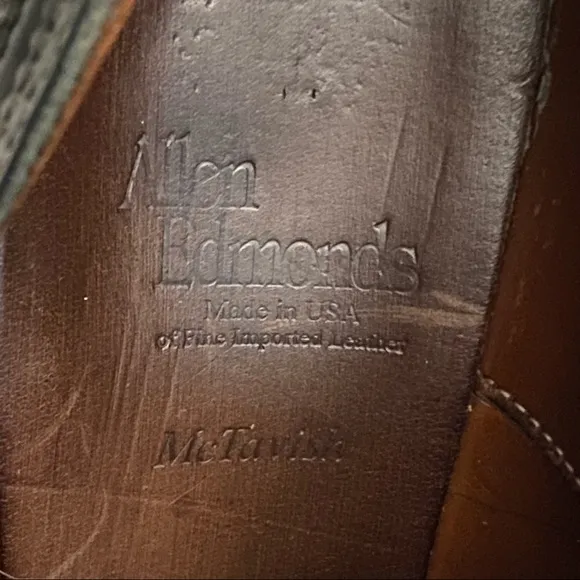 Allen
Edmonds
Made in USA
of Fine Imported Leather
McTavish